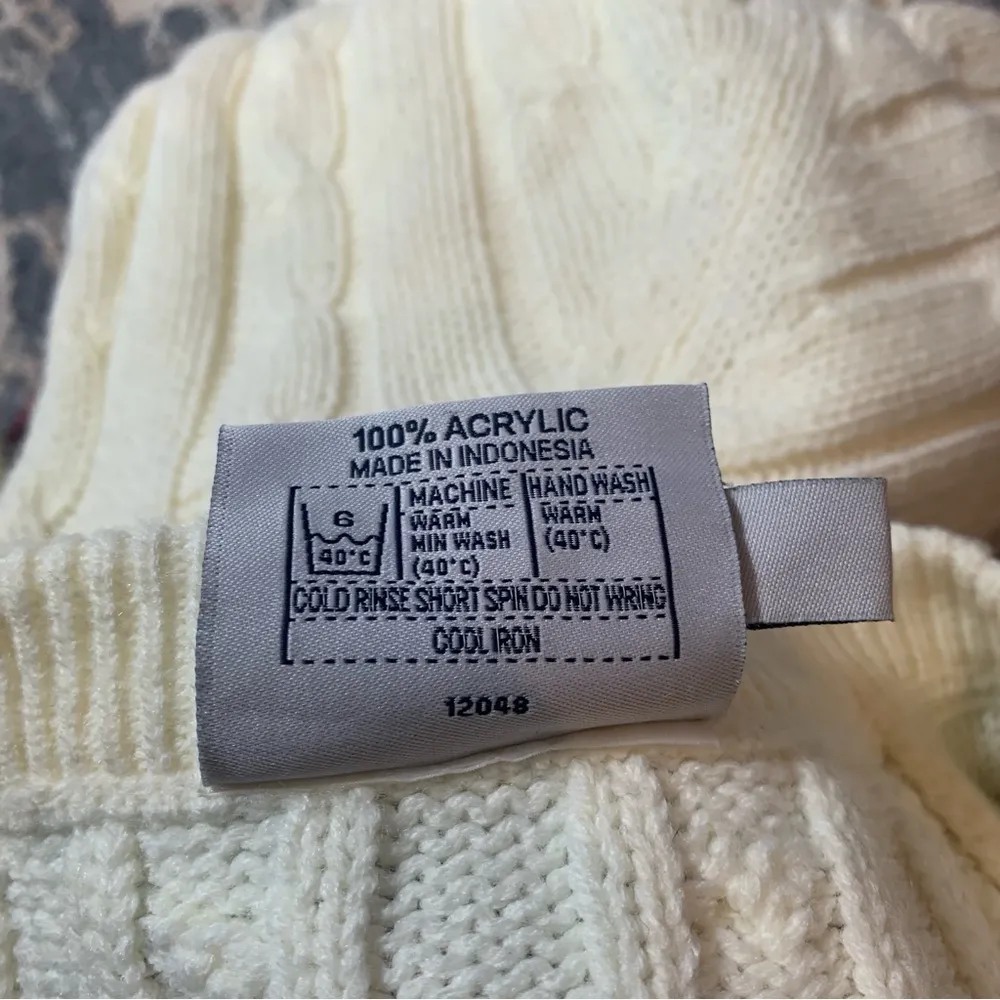 100% ACRYLIC
MADE IN INDONESIA
6
40°C
MACHINE
WARM
MIN WASH
(40°C)
HAND WASH
WARM
(40°C)
COLD RINSE SHORT SPIN DO NOT WRING
COOL IRON
12048